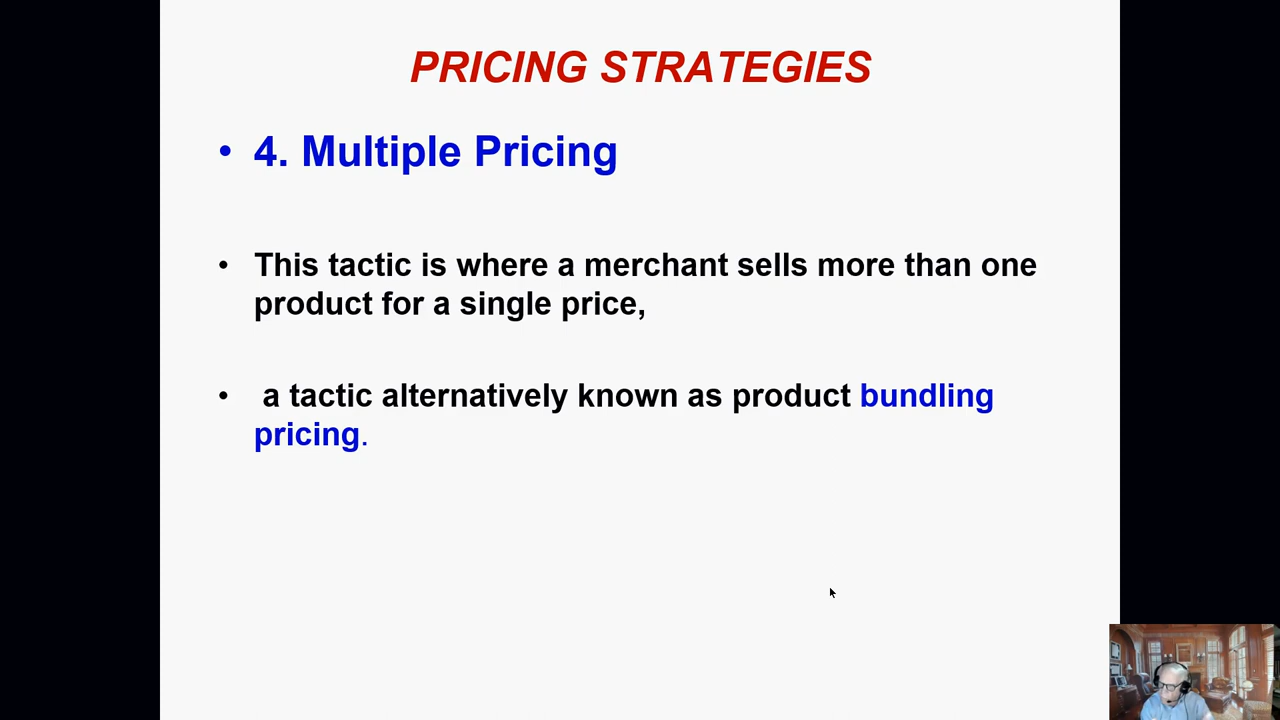 PRICING STRATEGIES
• 4. Multiple Pricing
• This tactic is where a merchant sells more than one
product for a single price,
• a tactic alternatively known as product bundling
pricing.